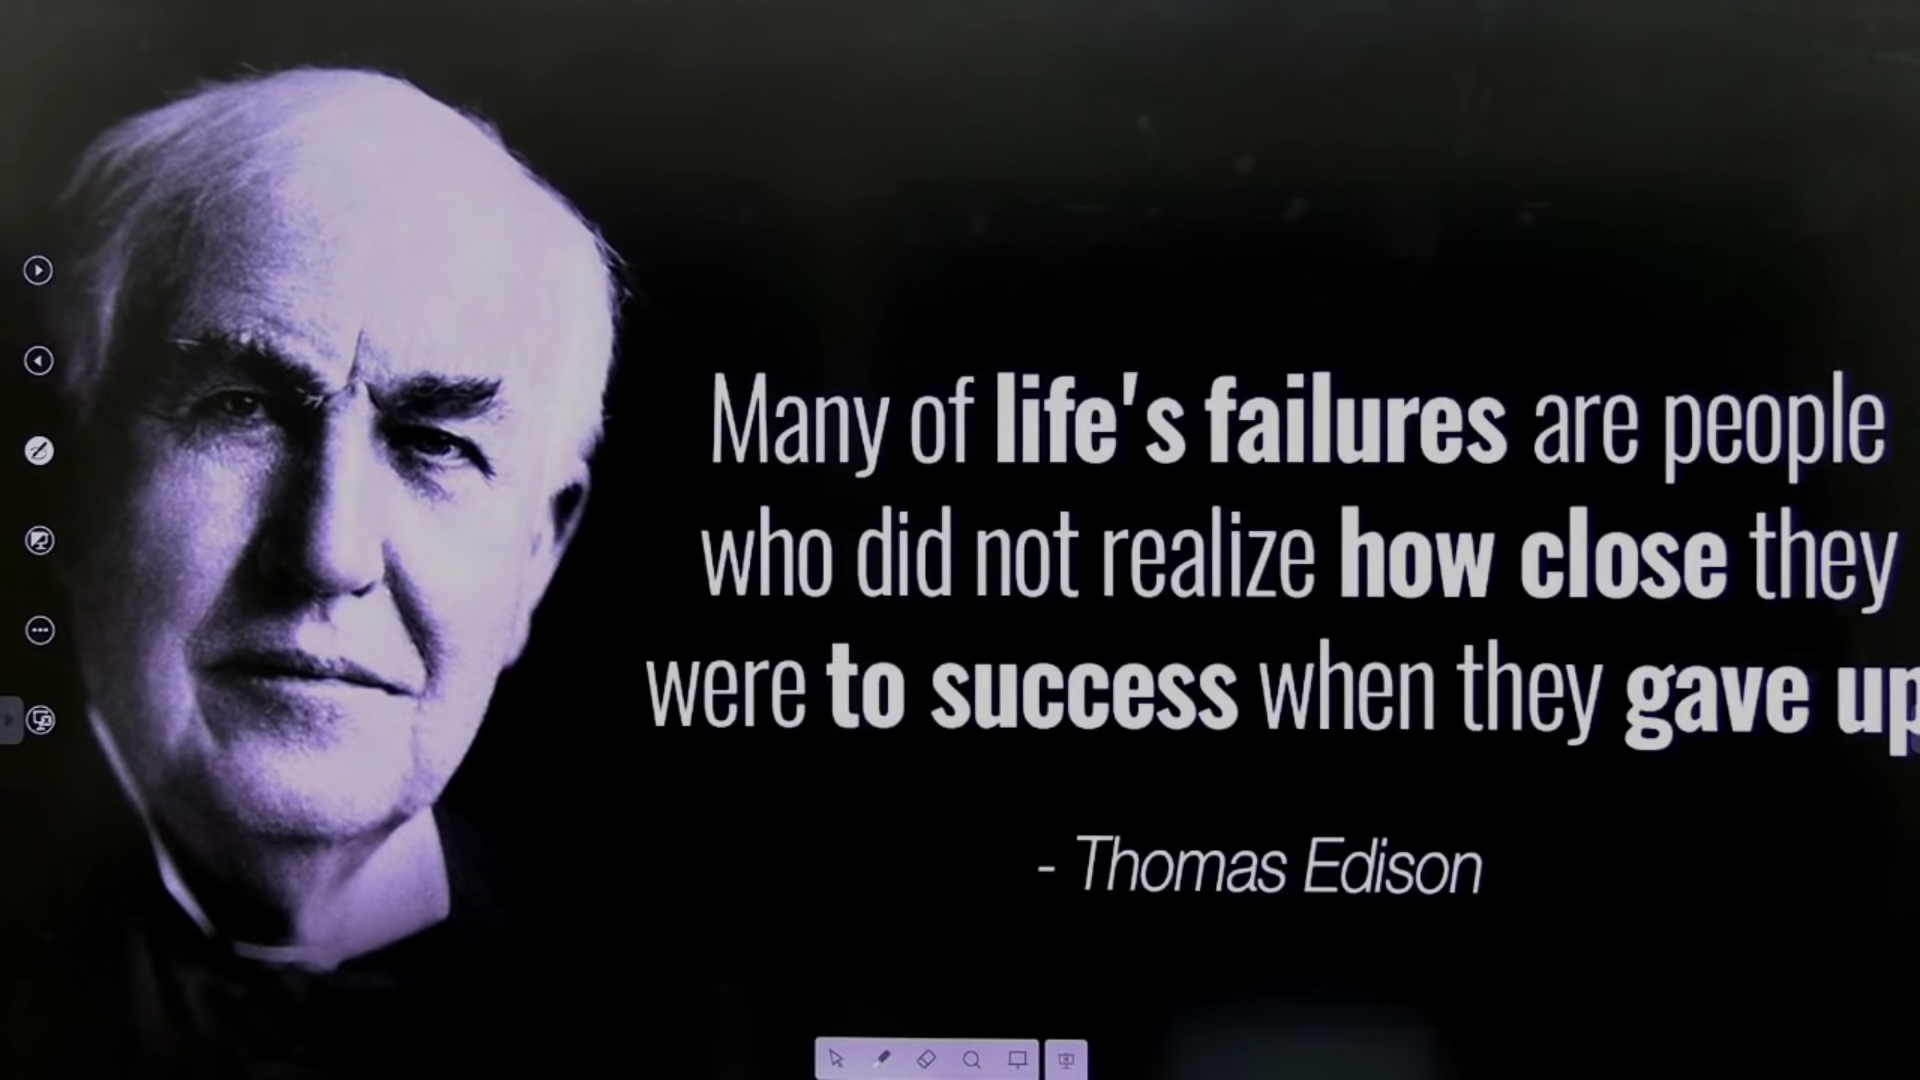 Many of life's failures are people
who did not realize how close they
were to success when they gave up
- Thomas Edison